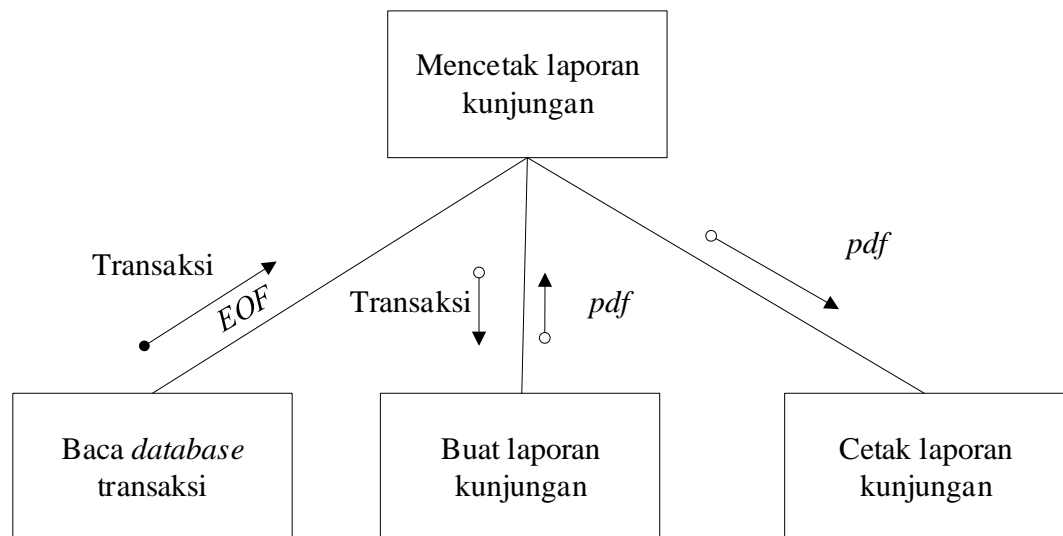 Mencetak laporan
kunjungan
Transaksi
EOF
Transaksi
pdf
pdf
Baca database
transaksi
Buat laporan
kunjungan
Cetak laporan
kunjungan